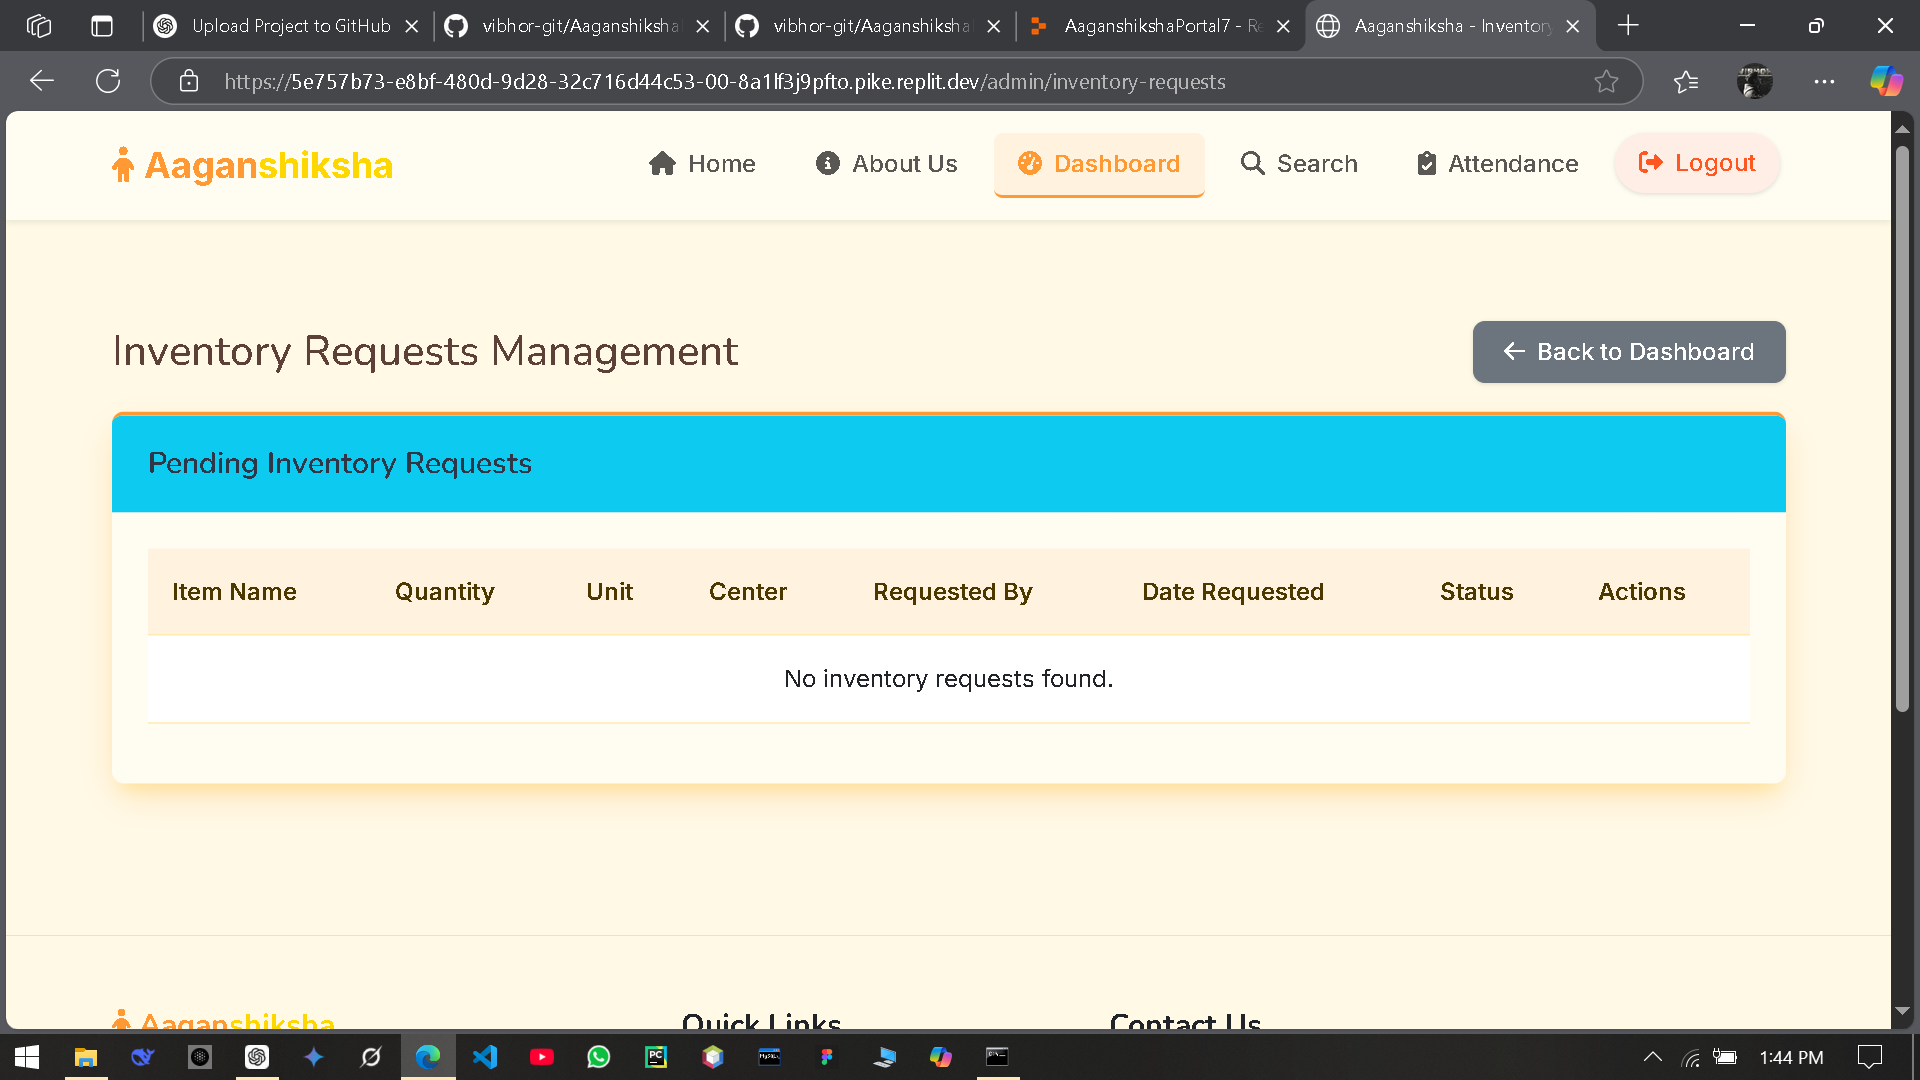 Upload Project to GitHub
vibhor-git/Aaganshiksha
vibhor-git/Aaganshiksha
AaganshikshaPortal7 - Re
Aaganshiksha - Inventory
https://5e757b73-e8bf-480d-9d28-32c716d44c53-00-8a1lf3j9pfto.pike.replit.dev/admin/inventory-requests
Aaganshiksha
Home
About Us
Dashboard
Search
Attendance
Logout
Inventory Requests Management
Back to Dashboard
Pending Inventory Requests
Item Name Quantity Unit Center Requested By Date Requested Status Actions
No inventory requests found.
Aaganshiksha
Quick Links
Contact Us
1:44 PM